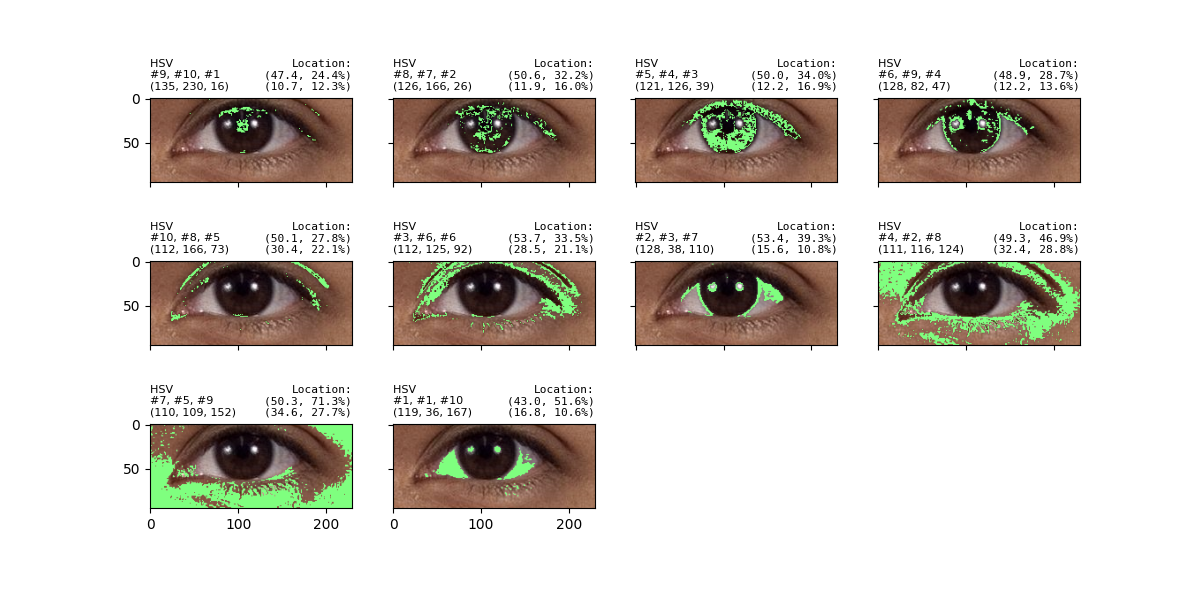 HSV Location:
#9, #10, #1 (47.4, 24.4%)
(135, 230, 16) (10.7, 12.3%)
HSV Location:
#8, #7, #2 (50.6, 32.2%)
(126, 166, 26) (11.9, 16.0%)
HSV Location:
#5, #4, #3 (50.0, 34.0%)
(121, 126, 39) (12.2, 16.9%)
HSV Location:
#6, #9, #4 (48.9, 28.7%)
(128, 82, 47) (12.2, 13.6%)
0
50
HSV Location:
#10, #8, #5 (50.1, 27.8%)
(112, 166, 73) (30.4, 22.1%)
HSV Location:
#3, #6, #6 (53.7, 33.5%)
(112, 125, 92) (28.5, 21.1%)
HSV Location:
#2, #3, #7 (53.4, 39.3%)
(128, 38, 110) (15.6, 10.8%)
HSV Location:
#4, #2, #8 (49.3, 46.9%)
(111, 116, 124) (32.4, 28.8%)
0
50
HSV Location:
#7, #5, #9 (50.3, 71.3%)
(110, 109, 152) (34.6, 27.7%)
HSV Location:
#1, #1, #10 (43.0, 51.6%)
(119, 36, 167) (16.8, 10.6%)
0
50
0 100 200
0 100 200